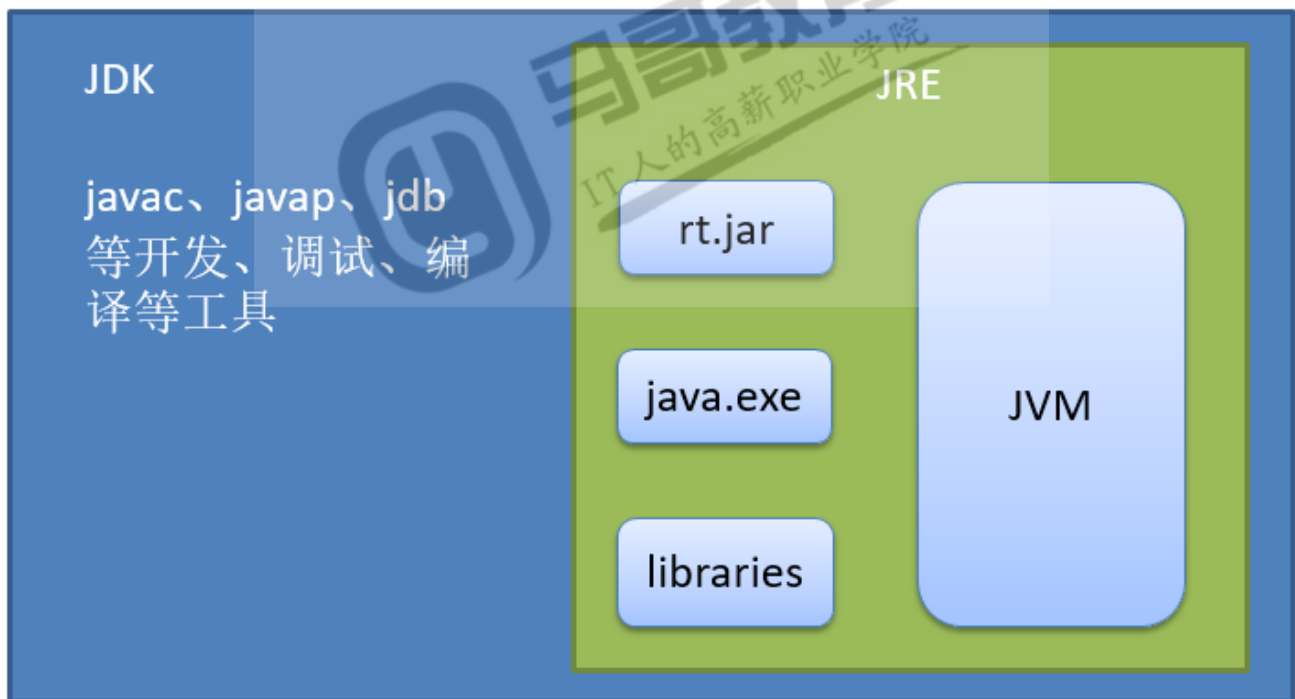 马哥教育
IT人的高薪职业学院
JDK
JRE
javac、javap、jdb
等开发、调试、编
译等工具
rt.jar
java.exe
JVM
libraries